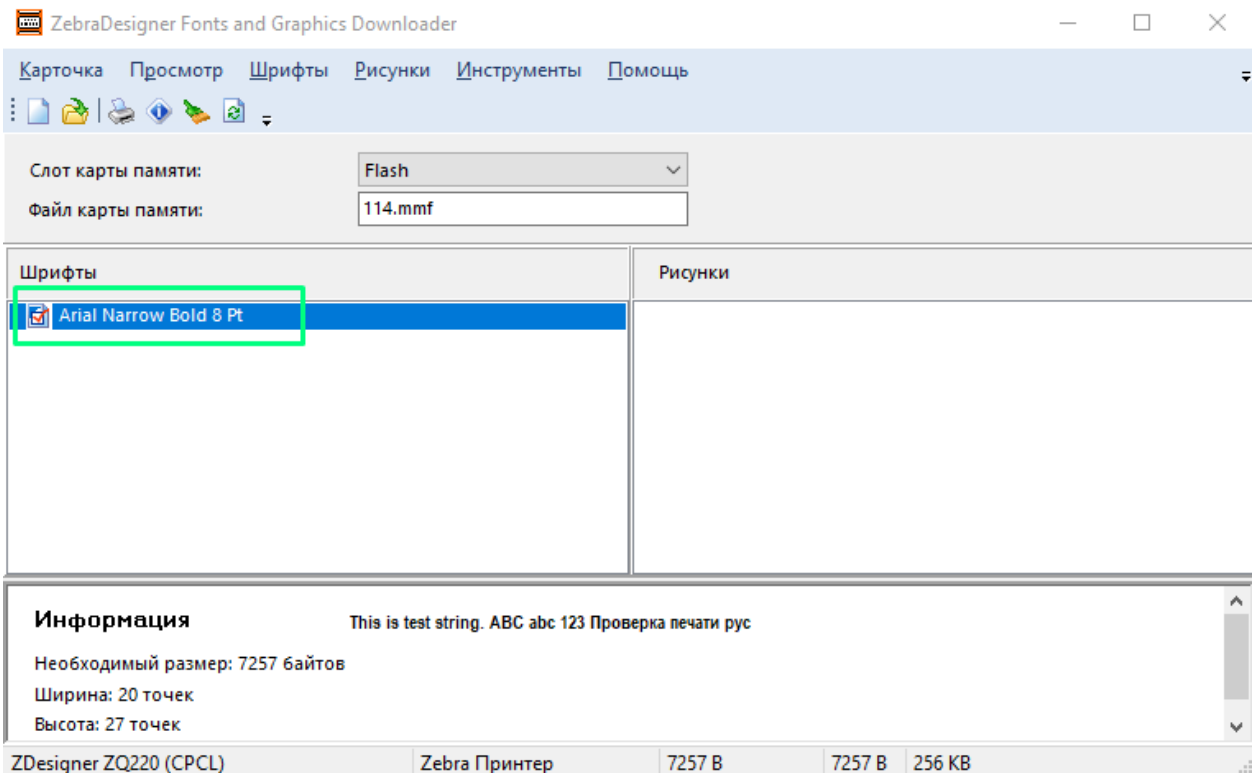 ZebraDesigner Fonts and Graphics Downloader
Карточка Просмотр Шрифты Рисунки Инструменты Помощь
Слот карты памяти: Flash
Файл карты памяти: 114.mmf
Шрифты Рисунки
Arial Narrow Bold 8 Pt
Информация This is test string. ABC abc 123 Проверка печати рус
Необходимый размер: 7257 байтов
Ширина: 20 точек
Высота: 27 точек
ZDesigner ZQ220 (CPCL) Zebra Принтер 7257 B 7257 B 256 KB